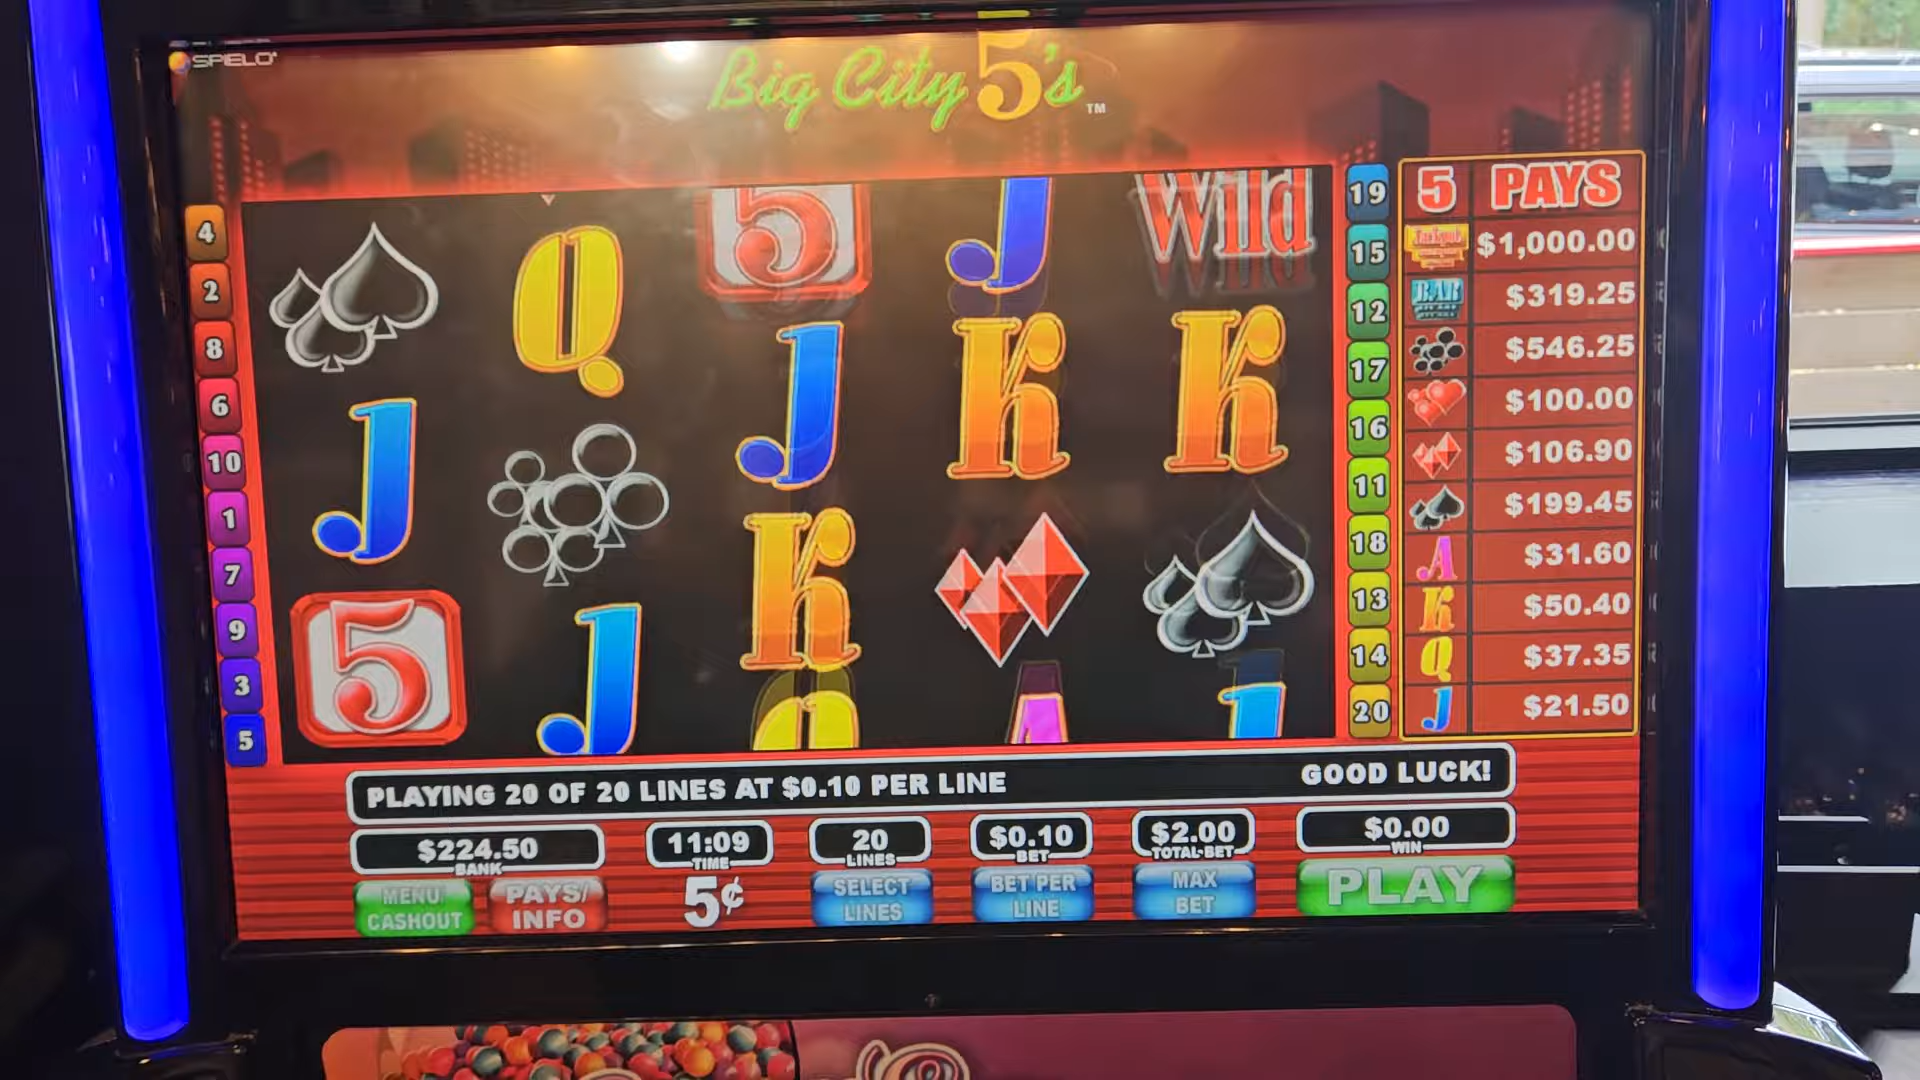 SPIELO
Big City 5's™
4
2
8
6
10
1
7
9
3
5
Q
5
J
Wild
J
J
K
K
5
J
K
Q
A
J
19
15
12
17
16
11
18
13
14
20
5 PAYS
Jackpot $1,000.00
BAR $319.25
$546.25
$100.00
$106.90
$199.45
A $31.60
K $50.40
Q $37.35
J $21.50
PLAYING 20 OF 20 LINES AT $0.10 PER LINE GOOD LUCK!
$224.50 11:09 20 $0.10 $2.00 $0.00
BANK TIME LINES BET TOTAL BET WIN
MENU/ CASHOUT
PAYS/ INFO
5¢
SELECT LINES
BET PER LINE
MAX BET
PLAY